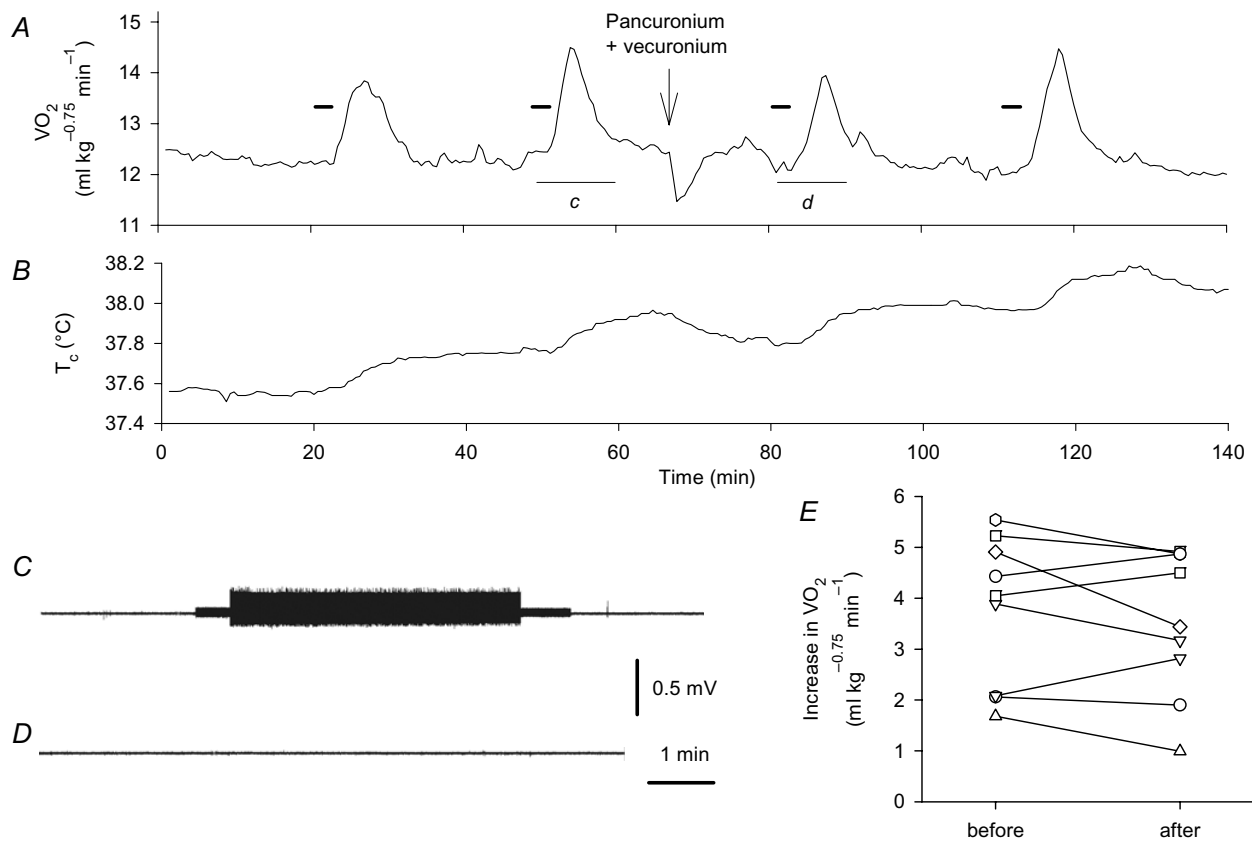 A
VO2
(ml kg−0.75 min−1)
15
14
13
12
11
Pancuronium
+ vecuronium
c
d
B
Tc (°C)
38.2
38.0
37.8
37.6
37.4
0 20 40 60 80 100 120 140
Time (min)
C
0.5 mV
D
1 min
E
Increase in VO2
(ml kg−0.75 min−1)
6
5
4
3
2
1
0
before after